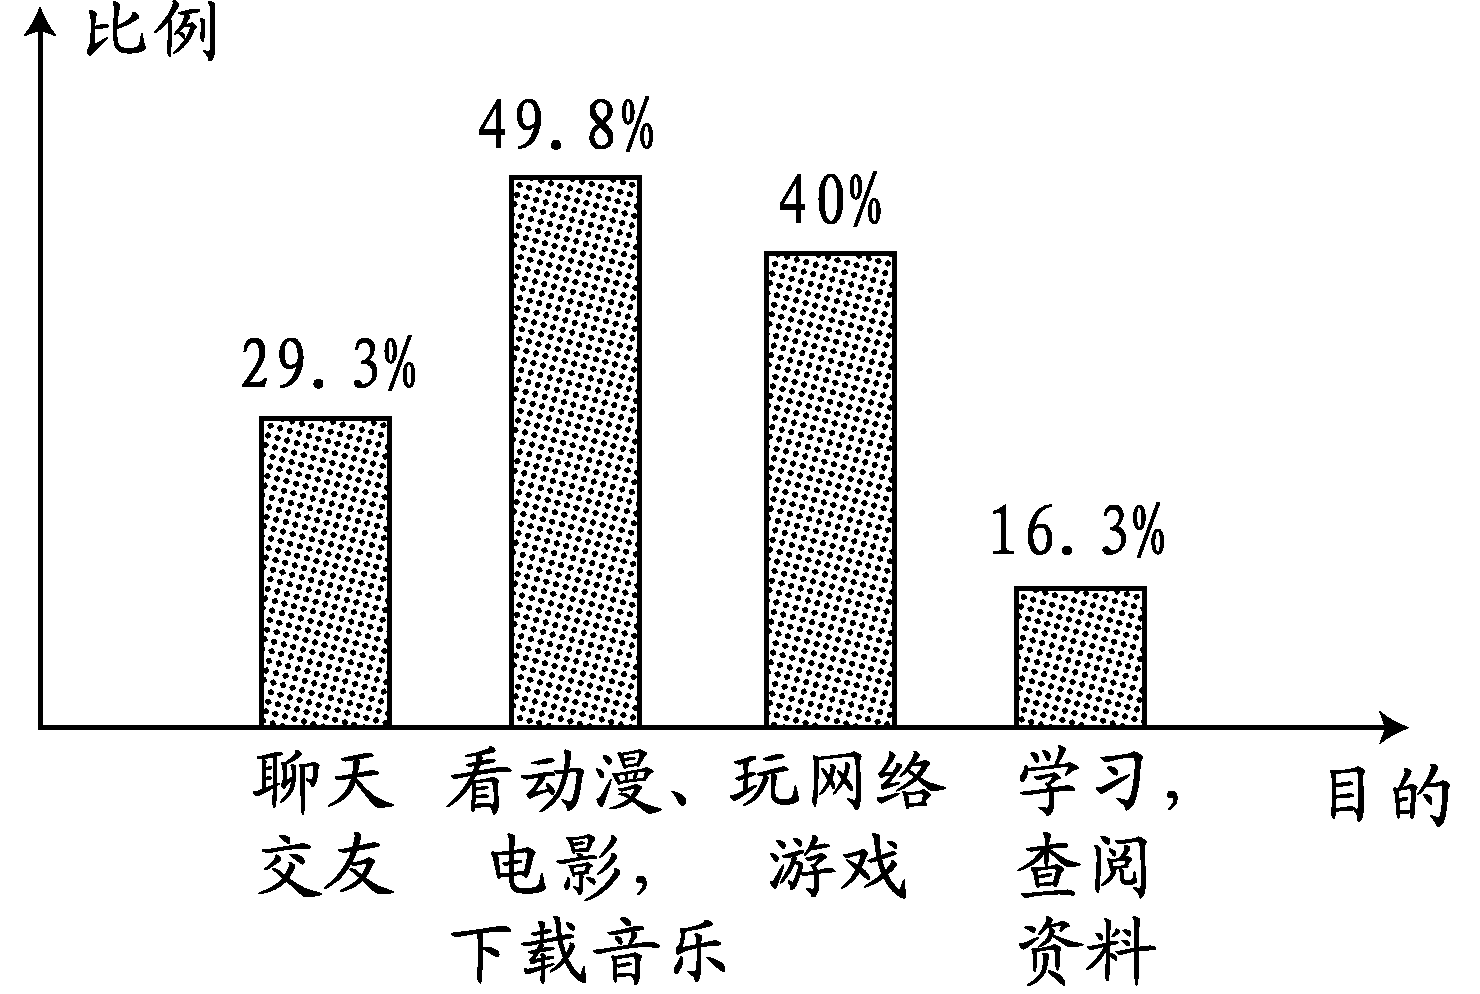 比例
49.8%
40%
29.3%
16.3%
聊天
交友
看动漫、
电影，
下载音乐
玩网络
游戏
学习，
查阅
资料
目的